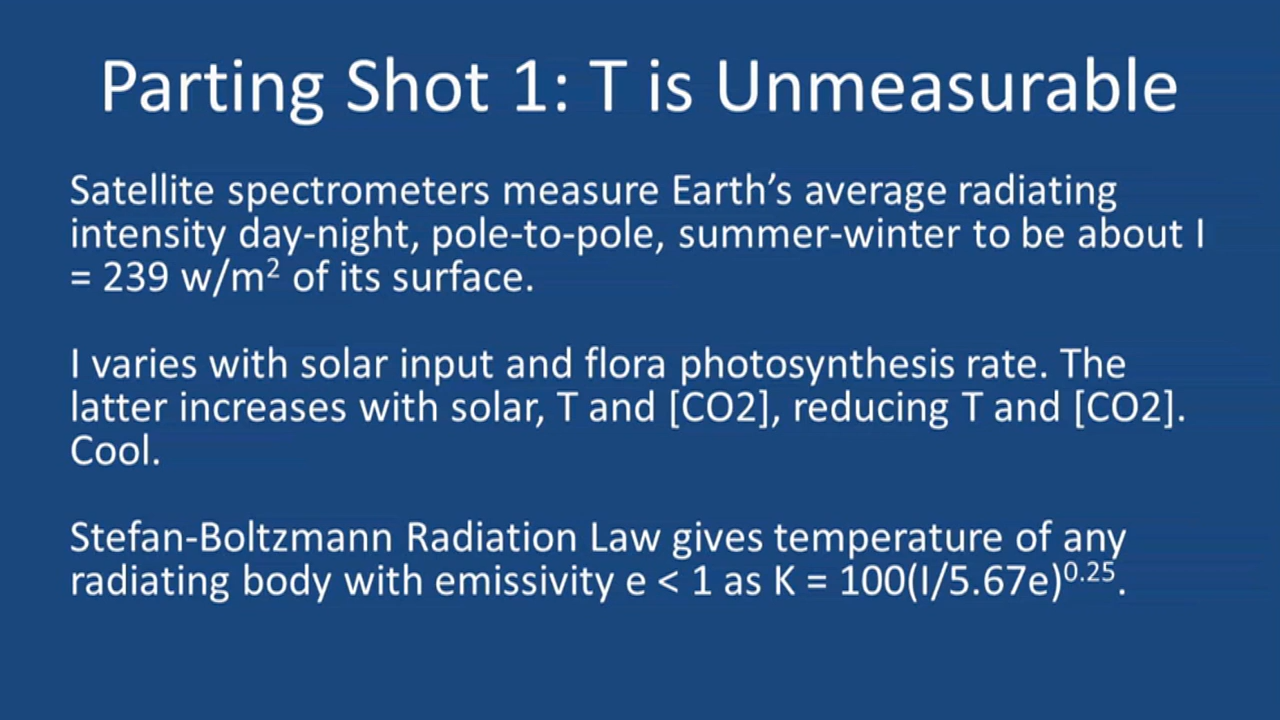 Parting Shot 1: T is Unmeasurable
Satellite spectrometers measure Earth’s average radiating
intensity day-night, pole-to-pole, summer-winter to be about I
= 239 w/m² of its surface.
I varies with solar input and flora photosynthesis rate. The
latter increases with solar, T and [CO2], reducing T and [CO2].
Cool.
Stefan-Boltzmann Radiation Law gives temperature of any
radiating body with emissivity e < 1 as K = 100(I/5.67e)⁰·²⁵.